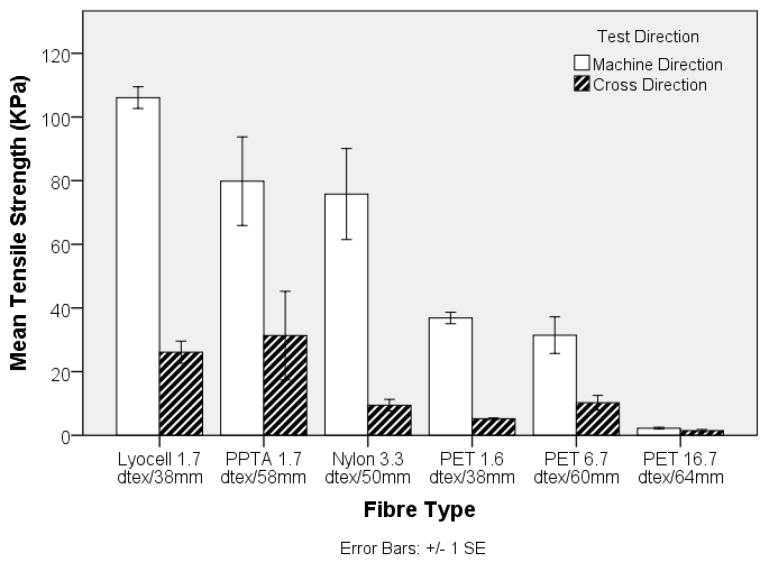 Test Direction
Machine Direction
Cross Direction
Mean Tensile Strength (KPa)
120
100
80
60
40
20
0
Lyocell 1.7 dtex/38mm
PPTA 1.7 dtex/58mm
Nylon 3.3 dtex/50mm
PET 1.6 dtex/38mm
PET 6.7 dtex/60mm
PET 16.7 dtex/64mm
Fibre Type
Error Bars: +/- 1 SE